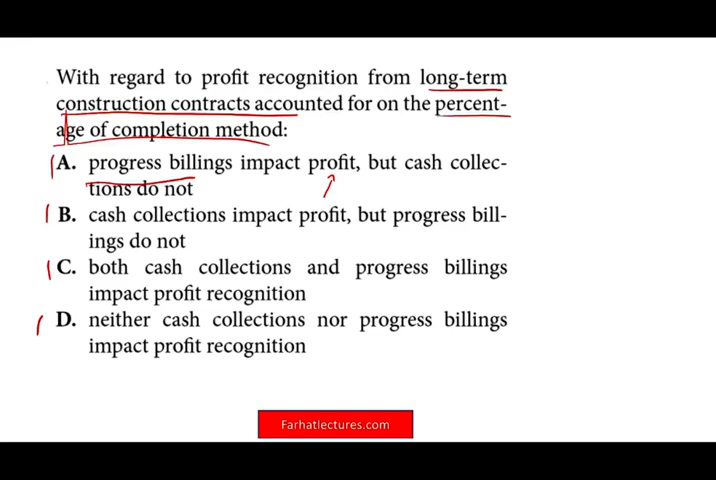 With regard to profit recognition from long-term
construction contracts accounted for on the percent-
age of completion method:
A. progress billings impact profit, but cash collec-
tions do not
B. cash collections impact profit, but progress bill-
ings do not
C. both cash collections and progress billings
impact profit recognition
D. neither cash collections nor progress billings
impact profit recognition
Farhatlectures.com